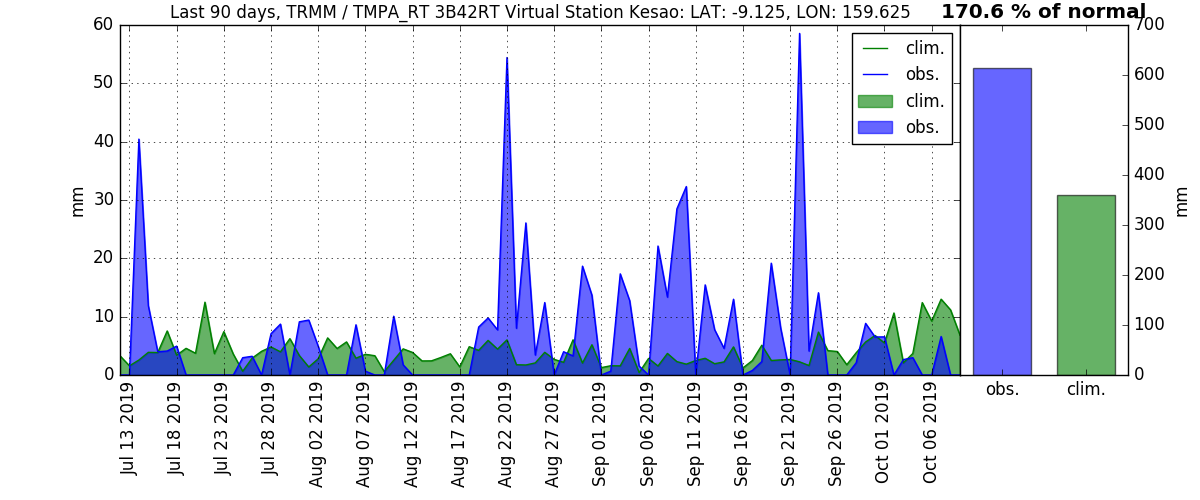 Last 90 days, TRMM / TMPA_RT 3B42RT Virtual Station Kesao: LAT: -9.125, LON: 159.625
170.6 % of normal
60
50
40
30
20
10
0
mm
clim.
obs.
clim.
obs.
700
600
500
400
300
200
100
0
mm
Jul 13 2019
Jul 18 2019
Jul 23 2019
Jul 28 2019
Aug 02 2019
Aug 07 2019
Aug 12 2019
Aug 17 2019
Aug 22 2019
Aug 27 2019
Sep 01 2019
Sep 06 2019
Sep 11 2019
Sep 16 2019
Sep 21 2019
Sep 26 2019
Oct 01 2019
Oct 06 2019
obs.
clim.